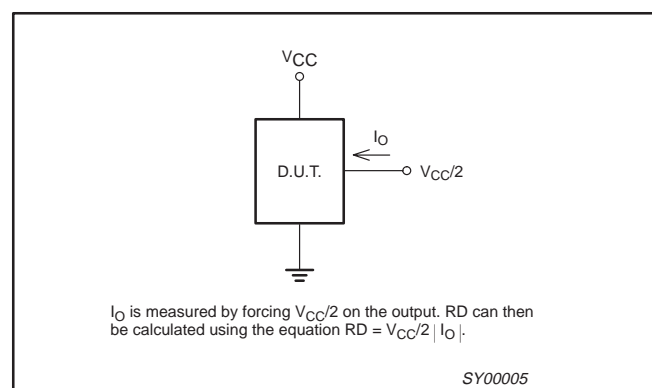 VCC
IO
D.U.T.
VCC/2
IO is measured by forcing VCC/2 on the output. RD can then
be calculated using the equation RD = VCC/2|IO|.
SY00005